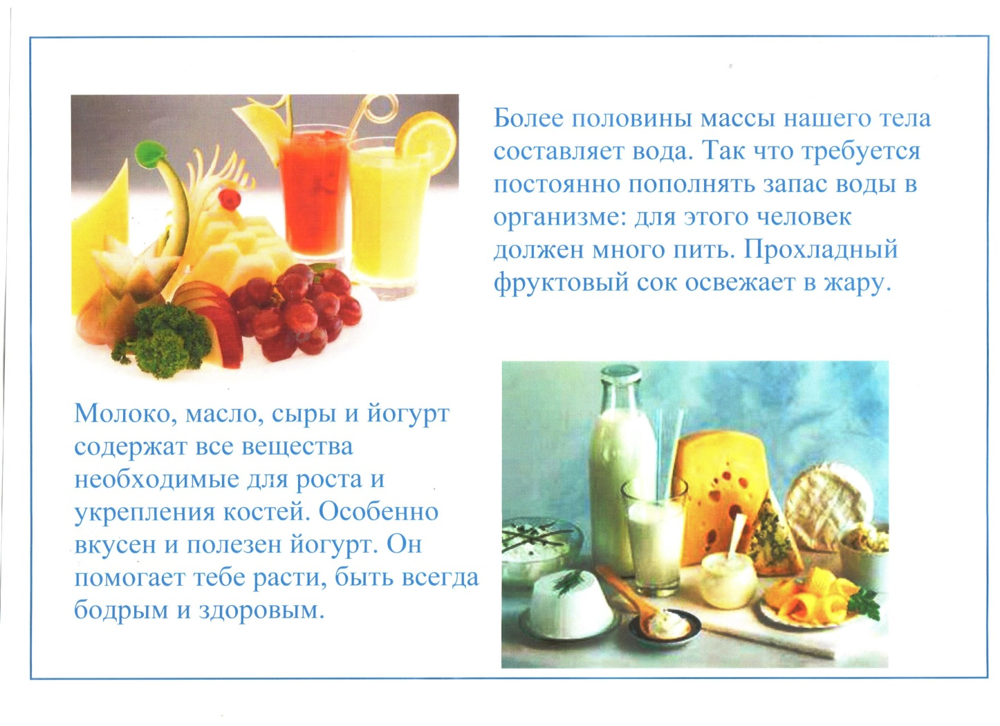 Более половины массы нашего тела
составляет вода. Так что требуется
постоянно пополнять запас воды в
организме: для этого человек
должен много пить. Прохладный
фруктовый сок освежает в жару.
Молоко, масло, сыры и йогурт
содержат все вещества
необходимые для роста и
укрепления костей. Особенно
вкусен и полезен йогурт. Он
помогает тебе расти, быть всегда
бодрым и здоровым.